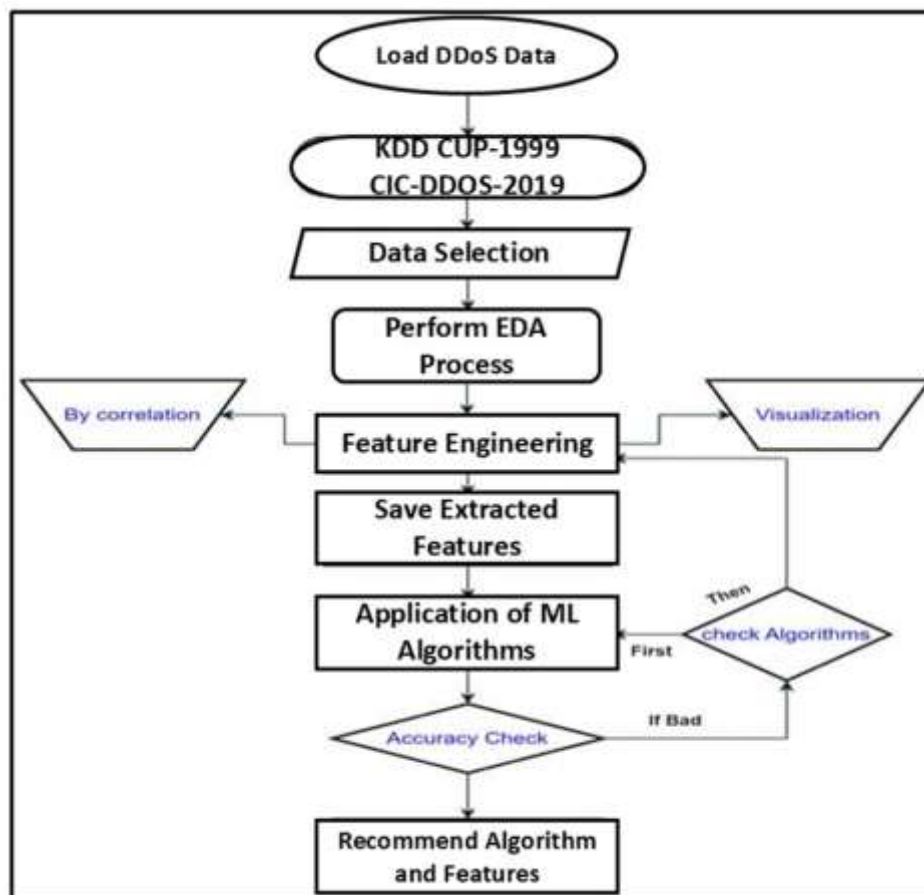 Load DDoS Data
KDD CUP-1999
CIC-DDOS-2019
Data Selection
Perform EDA
Process
By correlation
Visualization
Feature Engineering
Save Extracted
Features
Then
Application of ML
Algorithms
check Algorithms
First
If Bad
Accuracy Check
Recommend Algorithm
and Features